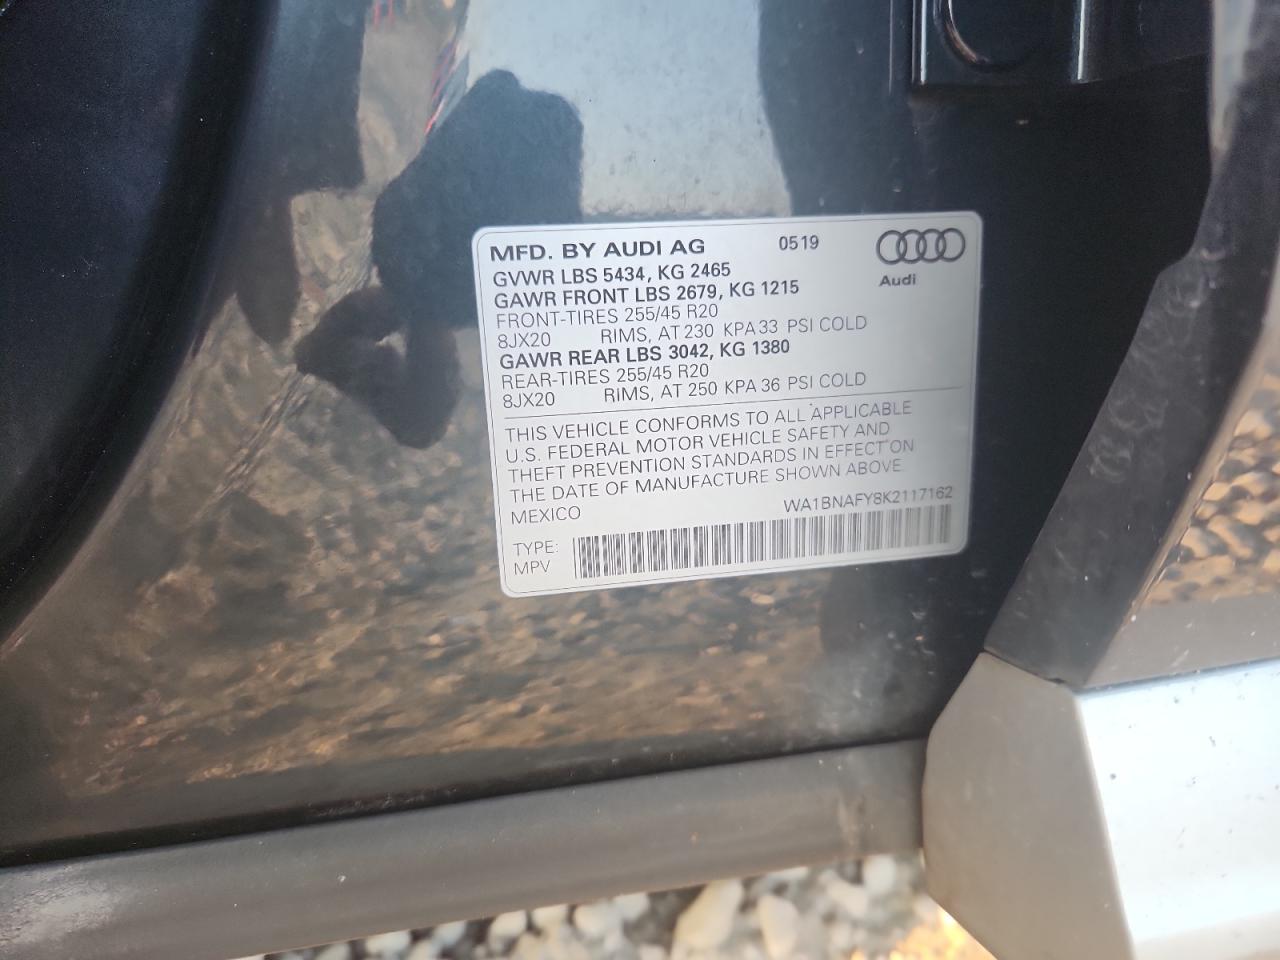 MFD. BY AUDI AG 0519
GVWR LBS 5434, KG 2465
Audi
GAWR FRONT LBS 2679, KG 1215
FRONT-TIRES 255/45 R20
8JX20 RIMS, AT 230 KPA 33 PSI COLD
GAWR REAR LBS 3042, KG 1380
REAR-TIRES 255/45 R20
8JX20 RIMS, AT 250 KPA 36 PSI COLD
THIS VEHICLE CONFORMS TO ALL APPLICABLE
U.S. FEDERAL MOTOR VEHICLE SAFETY AND
THEFT PREVENTION STANDARDS IN EFFECT ON
THE DATE OF MANUFACTURE SHOWN ABOVE
MEXICO WA1BNAFY8K2117162
TYPE:
MPV